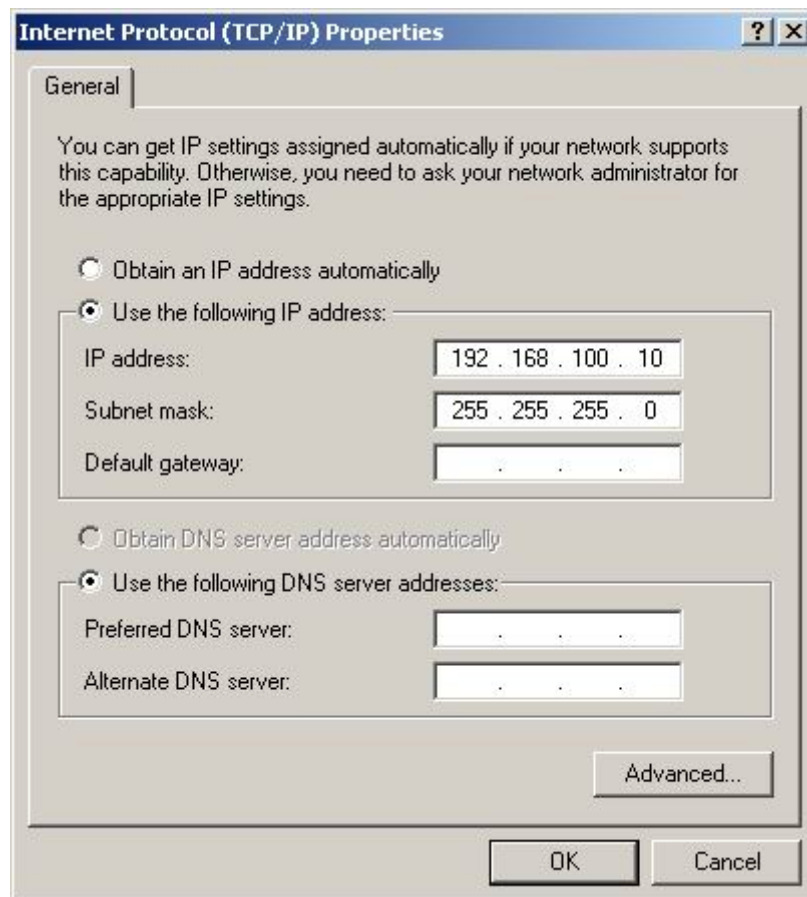 Internet Protocol (TCP/IP) Properties
General
You can get IP settings assigned automatically if your network supports
this capability. Otherwise, you need to ask your network administrator for
the appropriate IP settings.
Obtain an IP address automatically
Use the following IP address:
IP address: 192 . 168 . 100 . 10
Subnet mask: 255 . 255 . 255 . 0
Default gateway: . . .
Obtain DNS server address automatically
Use the following DNS server addresses:
Preferred DNS server: . . .
Alternate DNS server: . . .
Advanced...
OK Cancel